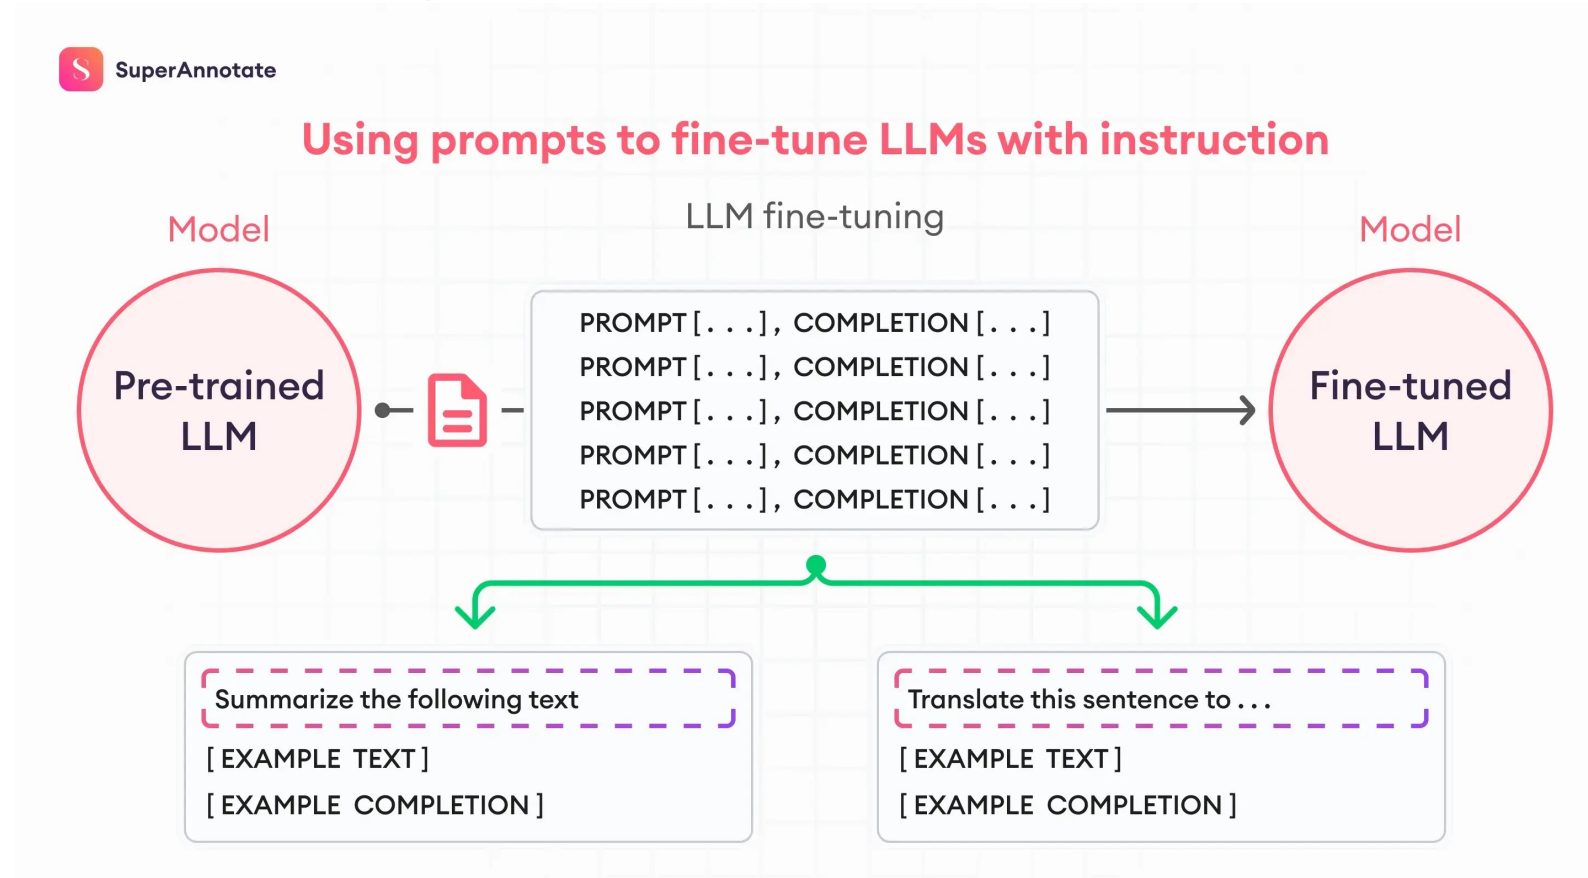 SuperAnnotate
Using prompts to fine-tune LLMs with instruction
LLM fine-tuning
Model
Pre-trained
LLM
PROMPT[...], COMPLETION[...]
PROMPT[...], COMPLETION[...]
PROMPT[...], COMPLETION[...]
PROMPT[...], COMPLETION[...]
PROMPT[...], COMPLETION[...]
Model
Fine-tuned
LLM
Summarize the following text
[EXAMPLE TEXT]
[EXAMPLE COMPLETION]
Translate this sentence to ...
[EXAMPLE TEXT]
[EXAMPLE COMPLETION]